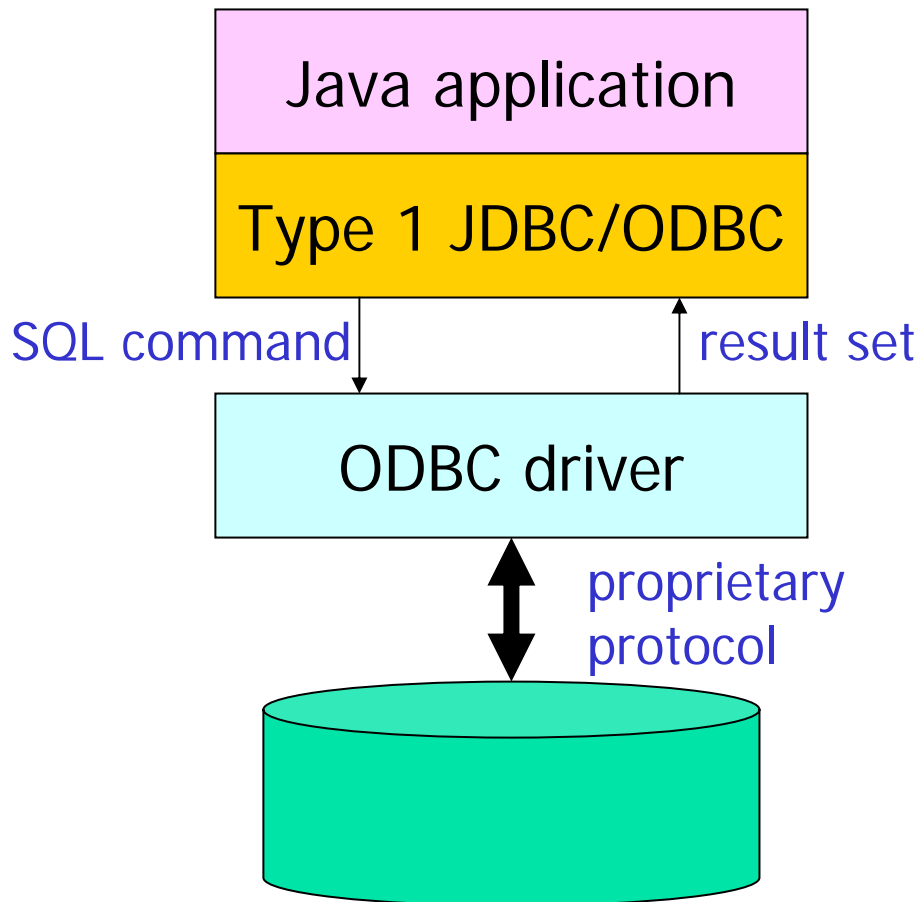 Java application
Type 1 JDBC/ODBC
SQL command
result set
ODBC driver
proprietary
protocol